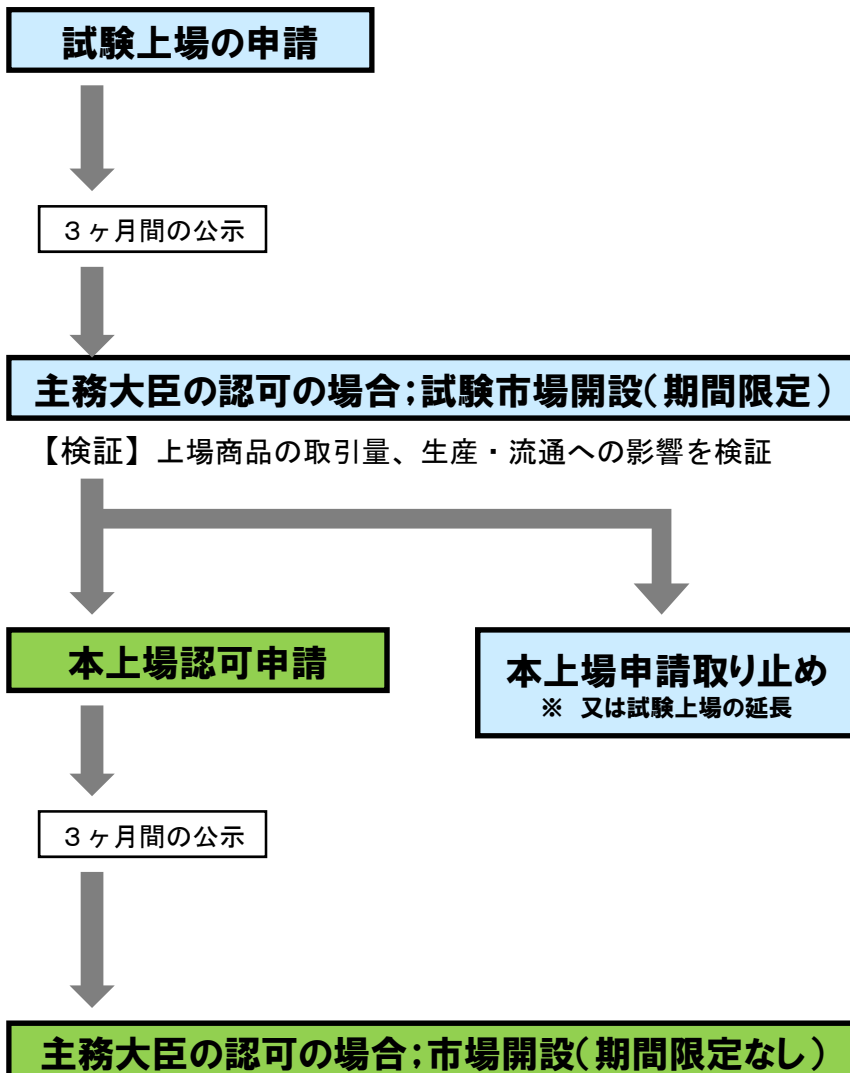 試験上場の申請
３ヶ月間の公示
主務大臣の認可の場合；試験市場開設（期間限定）
【検証】上場商品の取引量、生産・流通への影響を検証
本上場認可申請
本上場申請取り止め
※　又は試験上場の延長
３ヶ月間の公示
主務大臣の認可の場合；市場開設（期間限定なし）